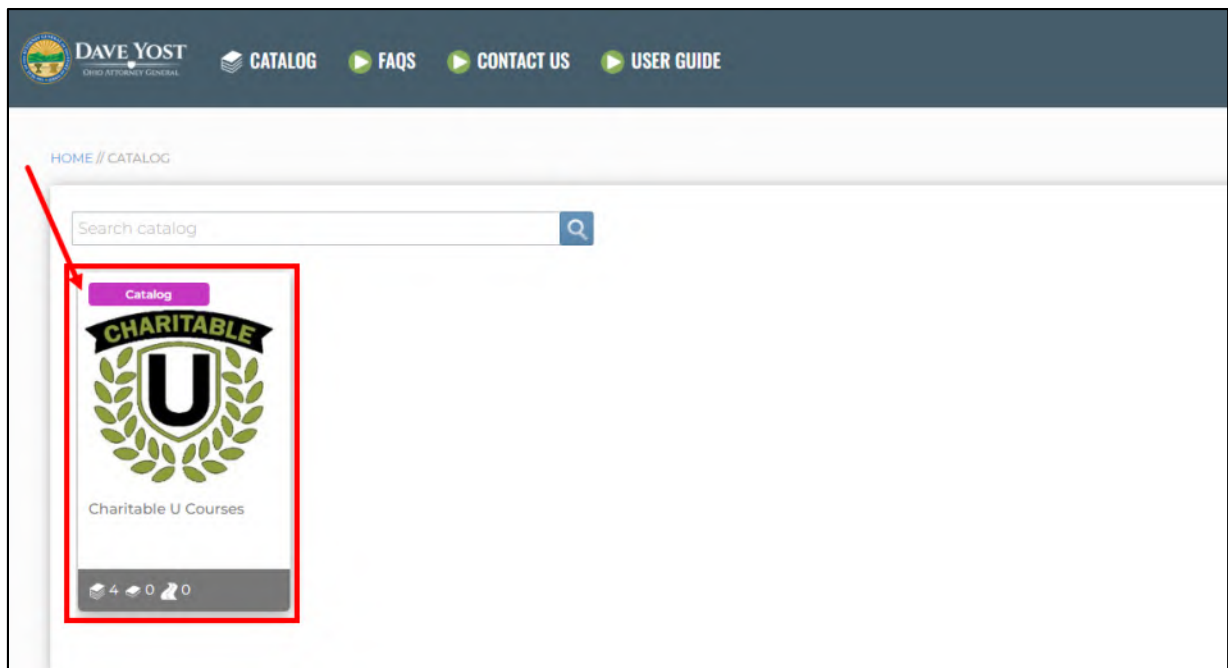 DAVE YOST
OHIO ATTORNEY GENERAL
CATALOG
FAQS
CONTACT US
USER GUIDE
HOME // CATALOG
Search catalog
Catalog
CHARITABLE
U
Charitable U Courses
4 0 0